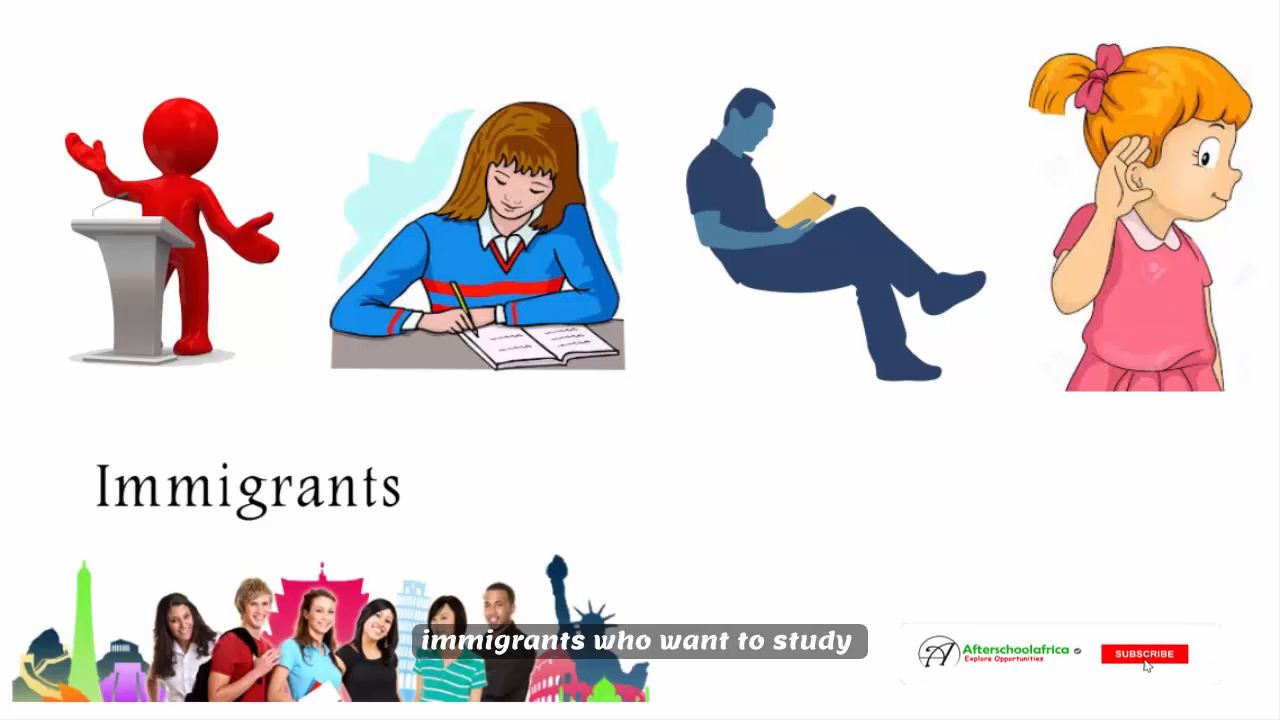 Immigrants
immigrants who want to study
Afterschoolafrica
Explore Opportunities
SUBSCRIBE